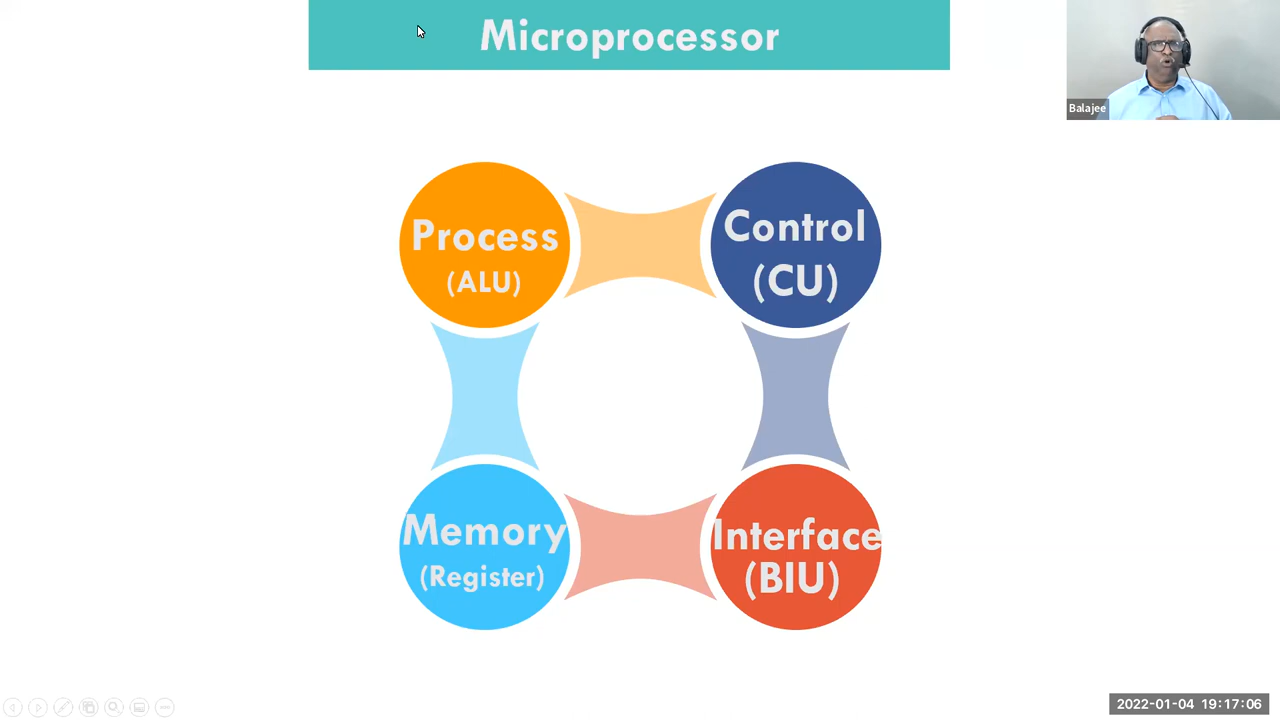 Microprocessor
Balajee
Process
(ALU)
Control
(CU)
Memory
(Register)
Interface
(BIU)
2022-01-04 19:17:06